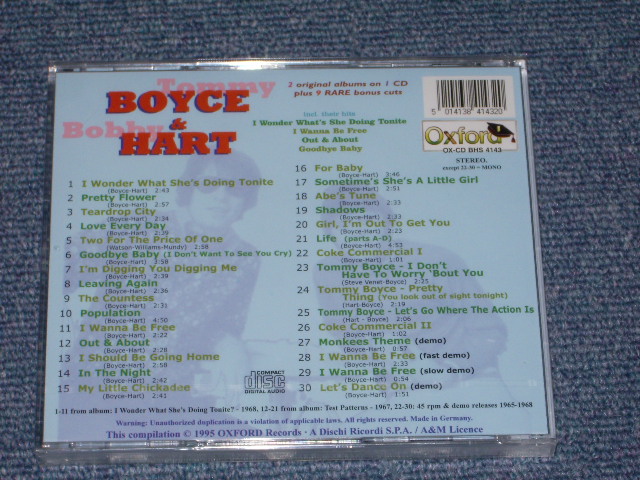 Tommy
BOYCE
&
Bobby
HART
2 original albums on 1 CD
plus 9 RARE bonus cuts
incl. their hits
I Wonder What's She Doing Tonite
I Wanna Be Free
Out & About
Goodbye Baby
5 014138 414320
Oxford
OX-CD BHS 4143
STEREO.
except 22-30 = MONO
1 I Wonder What She's Doing Tonite
(Boyce-Hart) 2:43
2 Pretty Flower
(Boyce-Hart) 2:57
3 Teardrop City
(Boyce-Hart) 2:34
4 Love Every Day
(Boyce-Hart) 2:39
5 Two For The Price Of One
(Watson-Williams-Mundy) 2:58
6 Goodbye Baby (I Don't Want To See You Cry)
(Boyce-Hart) 3:58
7 I'm Digging You Digging Me
(Boyce-Hart) 2:39
8 Leaving Again
(Boyce-Hart) 2:36
9 The Countess
(Boyce-Hart) 2:31
10 Population
(Boyce-Hart) 4:50
11 I Wanna Be Free
(Boyce-Hart) 2:22
12 Out & About
(Boyce-Hart) 2:28
13 I Should Be Going Home
(Boyce-Hart) 2:58
14 In The Night
(Boyce-Hart) 2:42
15 My Little Chickadee
(Boyce-Hart) 2:41
16 For Baby
(Boyce-Hart) 3:46
17 Sometime's She's A Little Girl
(Boyce-Hart) 2:51
18 Abe's Tune
(Boyce-Hart) 2:33
19 Shadows
(Boyce-Hart) 2:33
20 Girl, I'm Out To Get You
(Boyce-Hart) 2:23
21 Life (parts A-D)
(Boyce-Hart) 4:53
22 Coke Commercial I
(Boyce-Hart) 1:01
23 Tommy Boyce - I Don't
Have To Worry 'Bout You
(Steve Venet-Boyce) 2:25
24 Tommy Boyce - Pretty
Thing (You look out of sight tonight)
(Hart-Boyce) 2:19
25 Tommy Boyce - Let's Go Where The Action Is
(Hart - Boyce) 2:06
26 Coke Commercial II
(Boyce-Hart) 1:02
27 Monkees Theme (demo)
(Boyce-Hart) 0:57
28 I Wanna Be Free (fast demo)
(Boyce-Hart) 1:33
29 I Wanna Be Free (slow demo)
(Boyce-Hart) 0:54
30 Let's Dance On (demo)
(Boyce-Hart) 1:51
COMPACT
disc
DIGITAL AUDIO
1-11 from album: I Wonder What She's Doing Tonite? - 1968, 12-21 from album: Test Patterns - 1967, 22-30: 45 rpm & demo releases 1965-1968
Warning: Unauthorized duplication is a violation of applicable laws. All rights reserved. Made in Germany.
This compilation © 1995 OXFORD Records - A Dischi Ricordi S.P.A. / A&M Licence